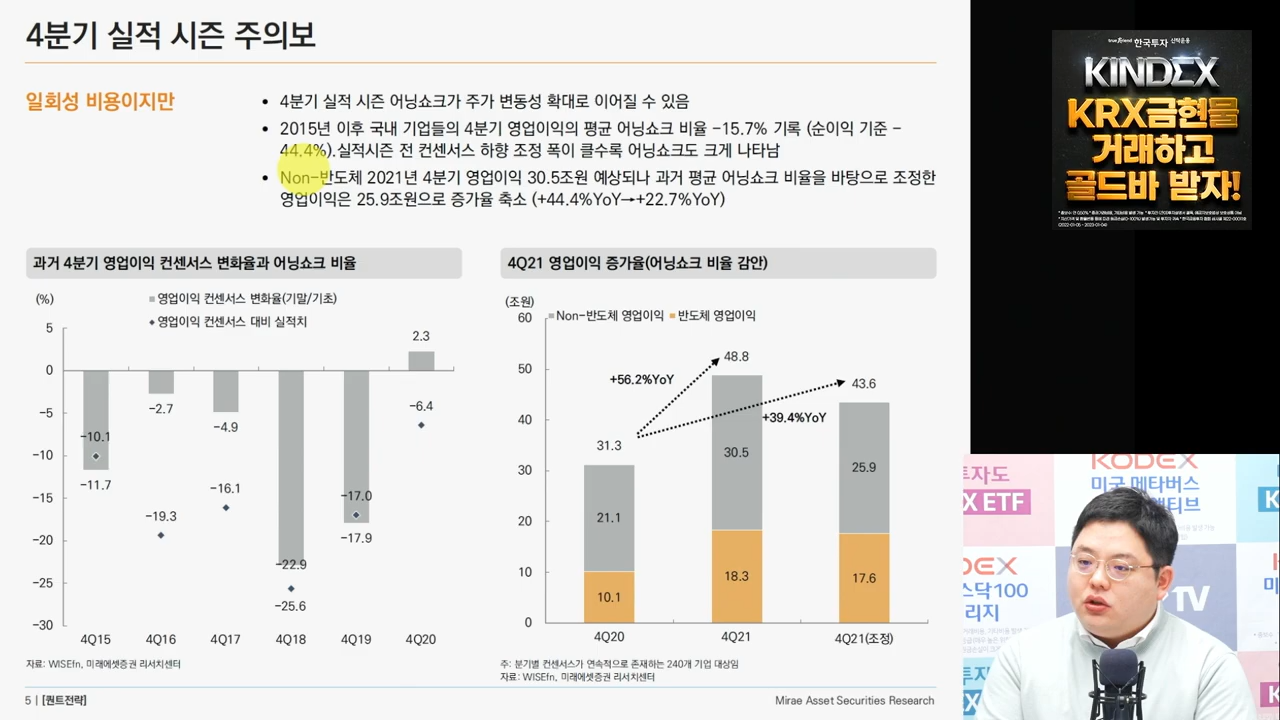 4분기 실적 시즌 주의보
일회성 비용이지만
• 4분기 실적 시즌 어닝쇼크가 주가 변동성 확대로 이어질 수 있음
• 2015년 이후 국내 기업들의 4분기 영업이익의 평균 어닝쇼크 비율 -15.7% 기록 (순이익 기준 -
44.4%).실적시즌 전 컨센서스 하향 조정 폭이 클수록 어닝쇼크도 크게 나타남
• Non-반도체 2021년 4분기 영업이익 30.5조원 예상되나 과거 평균 어닝쇼크 비율을 바탕으로 조정한
영업이익은 25.9조원으로 증가율 축소 (+44.4%YoY→+22.7%YoY)
과거 4분기 영업이익 컨센서스 변화율과 어닝쇼크 비율
(%)
영업이익 컨센서스 변화율(기말/기초)
영업이익 컨센서스 대비 실적치
5
0
-5
-10
-15
-20
-25
-30
-10.1
-11.7
-2.7
-19.3
-4.9
-16.1
-22.9
-25.6
-17.0
-17.9
2.3
-6.4
4Q15 4Q16 4Q17 4Q18 4Q19 4Q20
자료: WISEfn, 미래에셋증권 리서치센터
4Q21 영업이익 증가율(어닝쇼크 비율 감안)
(조원)
Non-반도체 영업이익 반도체 영업이익
60
50
40
30
20
10
0
+56.2%YoY
+39.4%YoY
31.3
21.1
10.1
48.8
30.5
18.3
43.6
25.9
17.6
4Q20 4Q21 4Q21(조정)
주: 분기별 컨센서스가 연속적으로 존재하는 240개 기업 대상임
자료: WISEfn, 미래에셋증권 리서치센터
5 | [퀀트전략]
Mirae Asset Securities Research
true friend 한국투자 신탁운용
KINDEX
KRX금현물
거래하고
골드바 받자!
KODEX
미국 메타버스
투자도
X ETF
스닥100
리지
TV